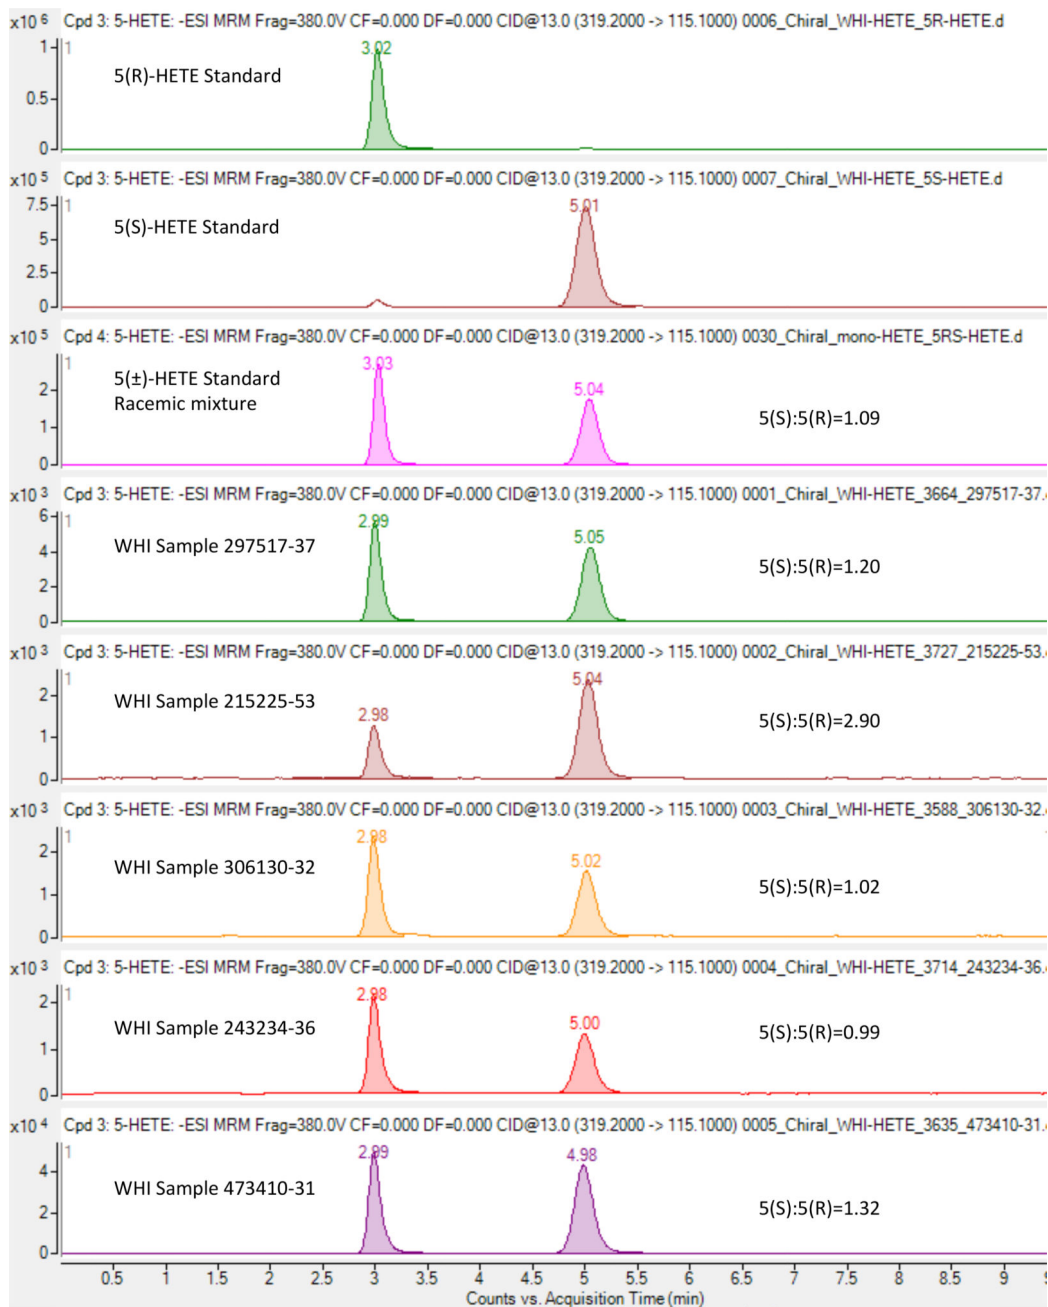 x10 6 Cpd 3: 5-HETE: -ESI MRM Frag=380.0V CF=0.000 DF=0.000 CID@13.0 (319.2000 -> 115.1000) 0006_Chiral_WHI-HETE_5R-HETE.d
1
1
3.02
5(R)-HETE Standard
0.5
0
x10 5 Cpd 3: 5-HETE: -ESI MRM Frag=380.0V CF=0.000 DF=0.000 CID@13.0 (319.2000 -> 115.1000) 0007_Chiral_WHI-HETE_5S-HETE.d
7.5
1
5.01
5(S)-HETE Standard
5
2.5
0
x10 5 Cpd 4: 5-HETE: -ESI MRM Frag=380.0V CF=0.000 DF=0.000 CID@13.0 (319.2000 -> 115.1000) 0030_Chiral_mono-HETE_5RS-HETE.d
1
3.03
5(±)-HETE Standard
Racemic mixture
2
5.04
5(S):5(R)=1.09
1
0
x10 3 Cpd 3: 5-HETE: -ESI MRM Frag=380.0V CF=0.000 DF=0.000 CID@13.0 (319.2000 -> 115.1000) 0001_Chiral_WHI-HETE_3664_297517-37.
6
1
2.99
WHI Sample 297517-37
5.05
4
5(S):5(R)=1.20
2
0
x10 3 Cpd 3: 5-HETE: -ESI MRM Frag=380.0V CF=0.000 DF=0.000 CID@13.0 (319.2000 -> 115.1000) 0002_Chiral_WHI-HETE_3727_215225-53.
1
5.04
WHI Sample 215225-53
2
2.98
5(S):5(R)=2.90
1
0
x10 3 Cpd 3: 5-HETE: -ESI MRM Frag=380.0V CF=0.000 DF=0.000 CID@13.0 (319.2000 -> 115.1000) 0003_Chiral_WHI-HETE_3588_306130-32.
1
2.98
2
WHI Sample 306130-32
5.02
5(S):5(R)=1.02
1
0
x10 3 Cpd 3: 5-HETE: -ESI MRM Frag=380.0V CF=0.000 DF=0.000 CID@13.0 (319.2000 -> 115.1000) 0004_Chiral_WHI-HETE_3714_243234-36.
1
2.98
2
WHI Sample 243234-36
5.00
5(S):5(R)=0.99
1
0
x10 4 Cpd 3: 5-HETE: -ESI MRM Frag=380.0V CF=0.000 DF=0.000 CID@13.0 (319.2000 -> 115.1000) 0005_Chiral_WHI-HETE_3635_473410-31.
1
2.99
4.98
4
WHI Sample 473410-31
5(S):5(R)=1.32
2
0
0.5 1 1.5 2 2.5 3 3.5 4 4.5 5 5.5 6 6.5 7 7.5 8 8.5 9
Counts vs. Acquisition Time (min)